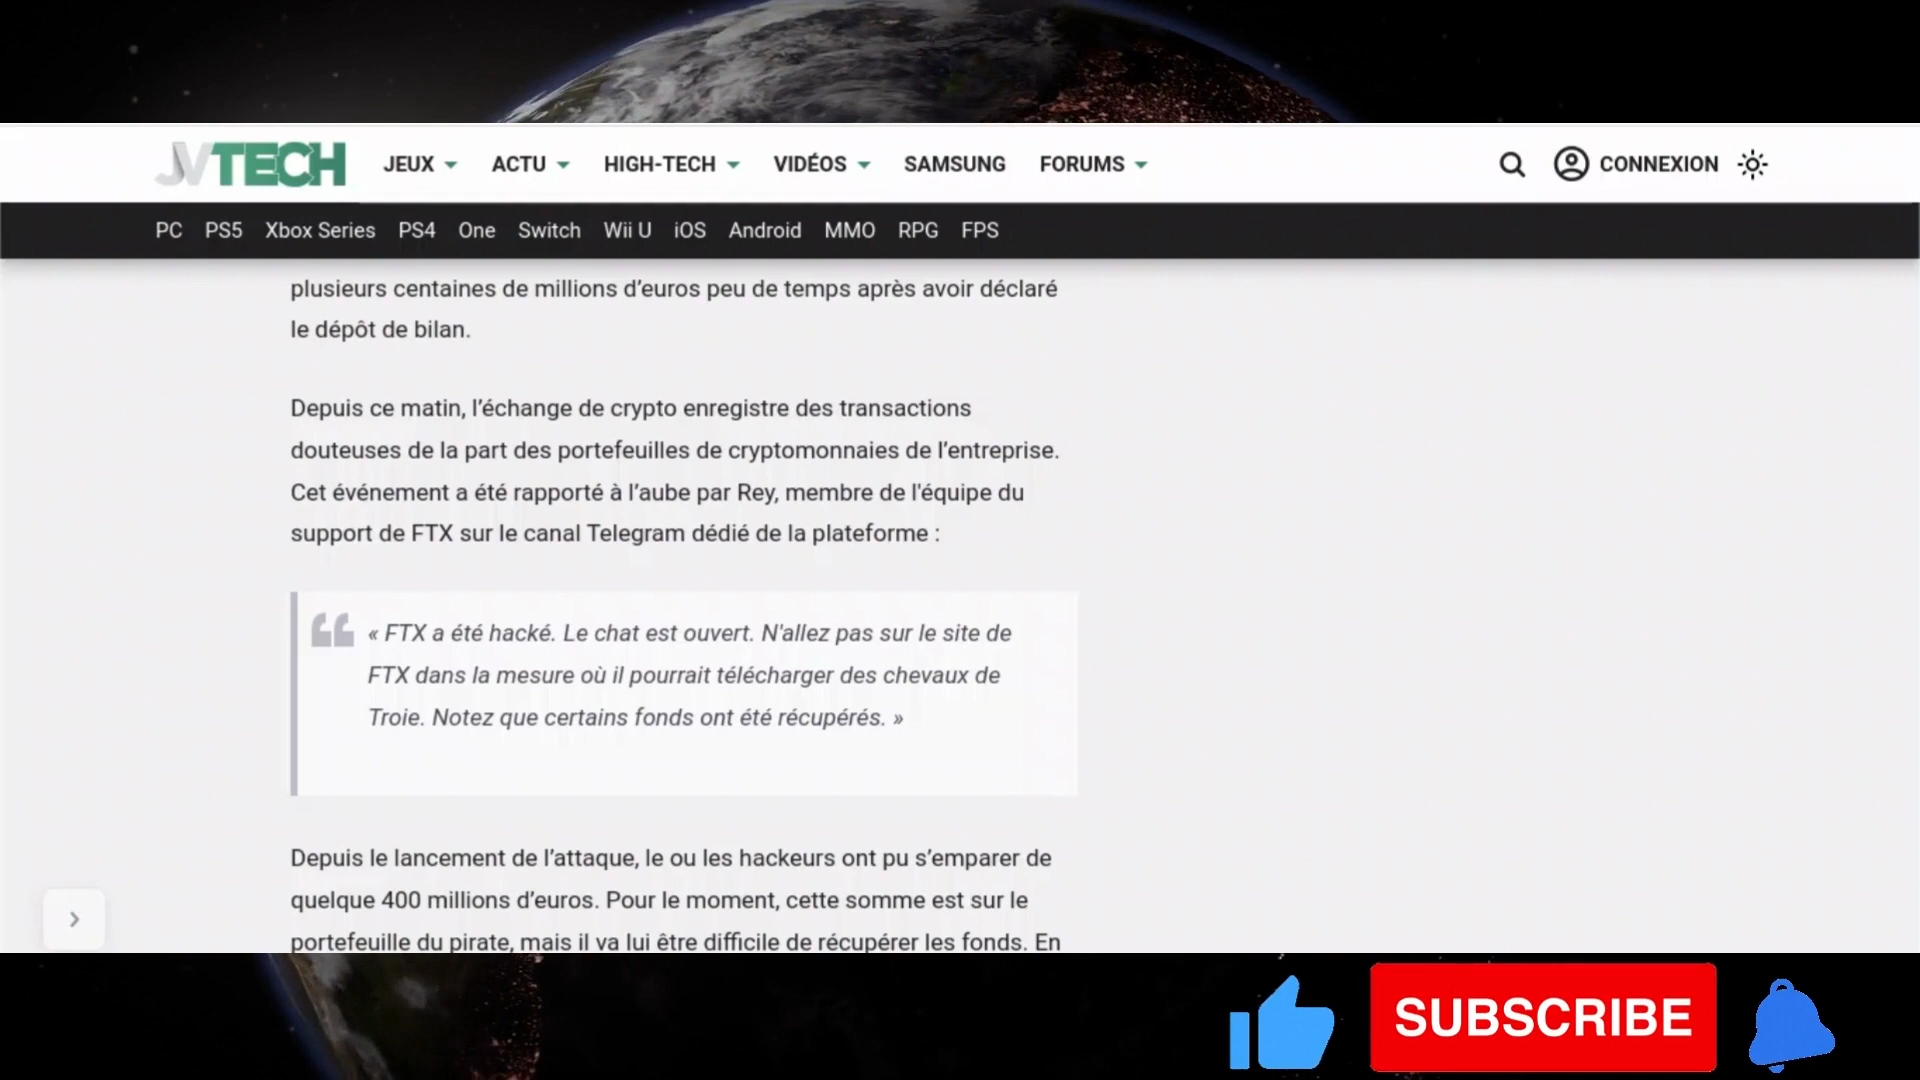 JVTECH JEUX ACTU HIGH-TECH VIDÉOS SAMSUNG FORUMS CONNEXION
PC PS5 Xbox Series PS4 One Switch Wii U iOS Android MMO RPG FPS
plusieurs centaines de millions d’euros peu de temps après avoir déclaré
le dépôt de bilan.
Depuis ce matin, l’échange de crypto enregistre des transactions
douteuses de la part des portefeuilles de cryptomonnaies de l’entreprise.
Cet événement a été rapporté à l’aube par Rey, membre de l'équipe du
support de FTX sur le canal Telegram dédié de la plateforme :
« FTX a été hacké. Le chat est ouvert. N'allez pas sur le site de
FTX dans la mesure où il pourrait télécharger des chevaux de
Troie. Notez que certains fonds ont été récupérés. »
Depuis le lancement de l’attaque, le ou les hackeurs ont pu s’emparer de
quelque 400 millions d’euros. Pour le moment, cette somme est sur le
portefeuille du pirate, mais il va lui être difficile de récupérer les fonds. En
SUBSCRIBE